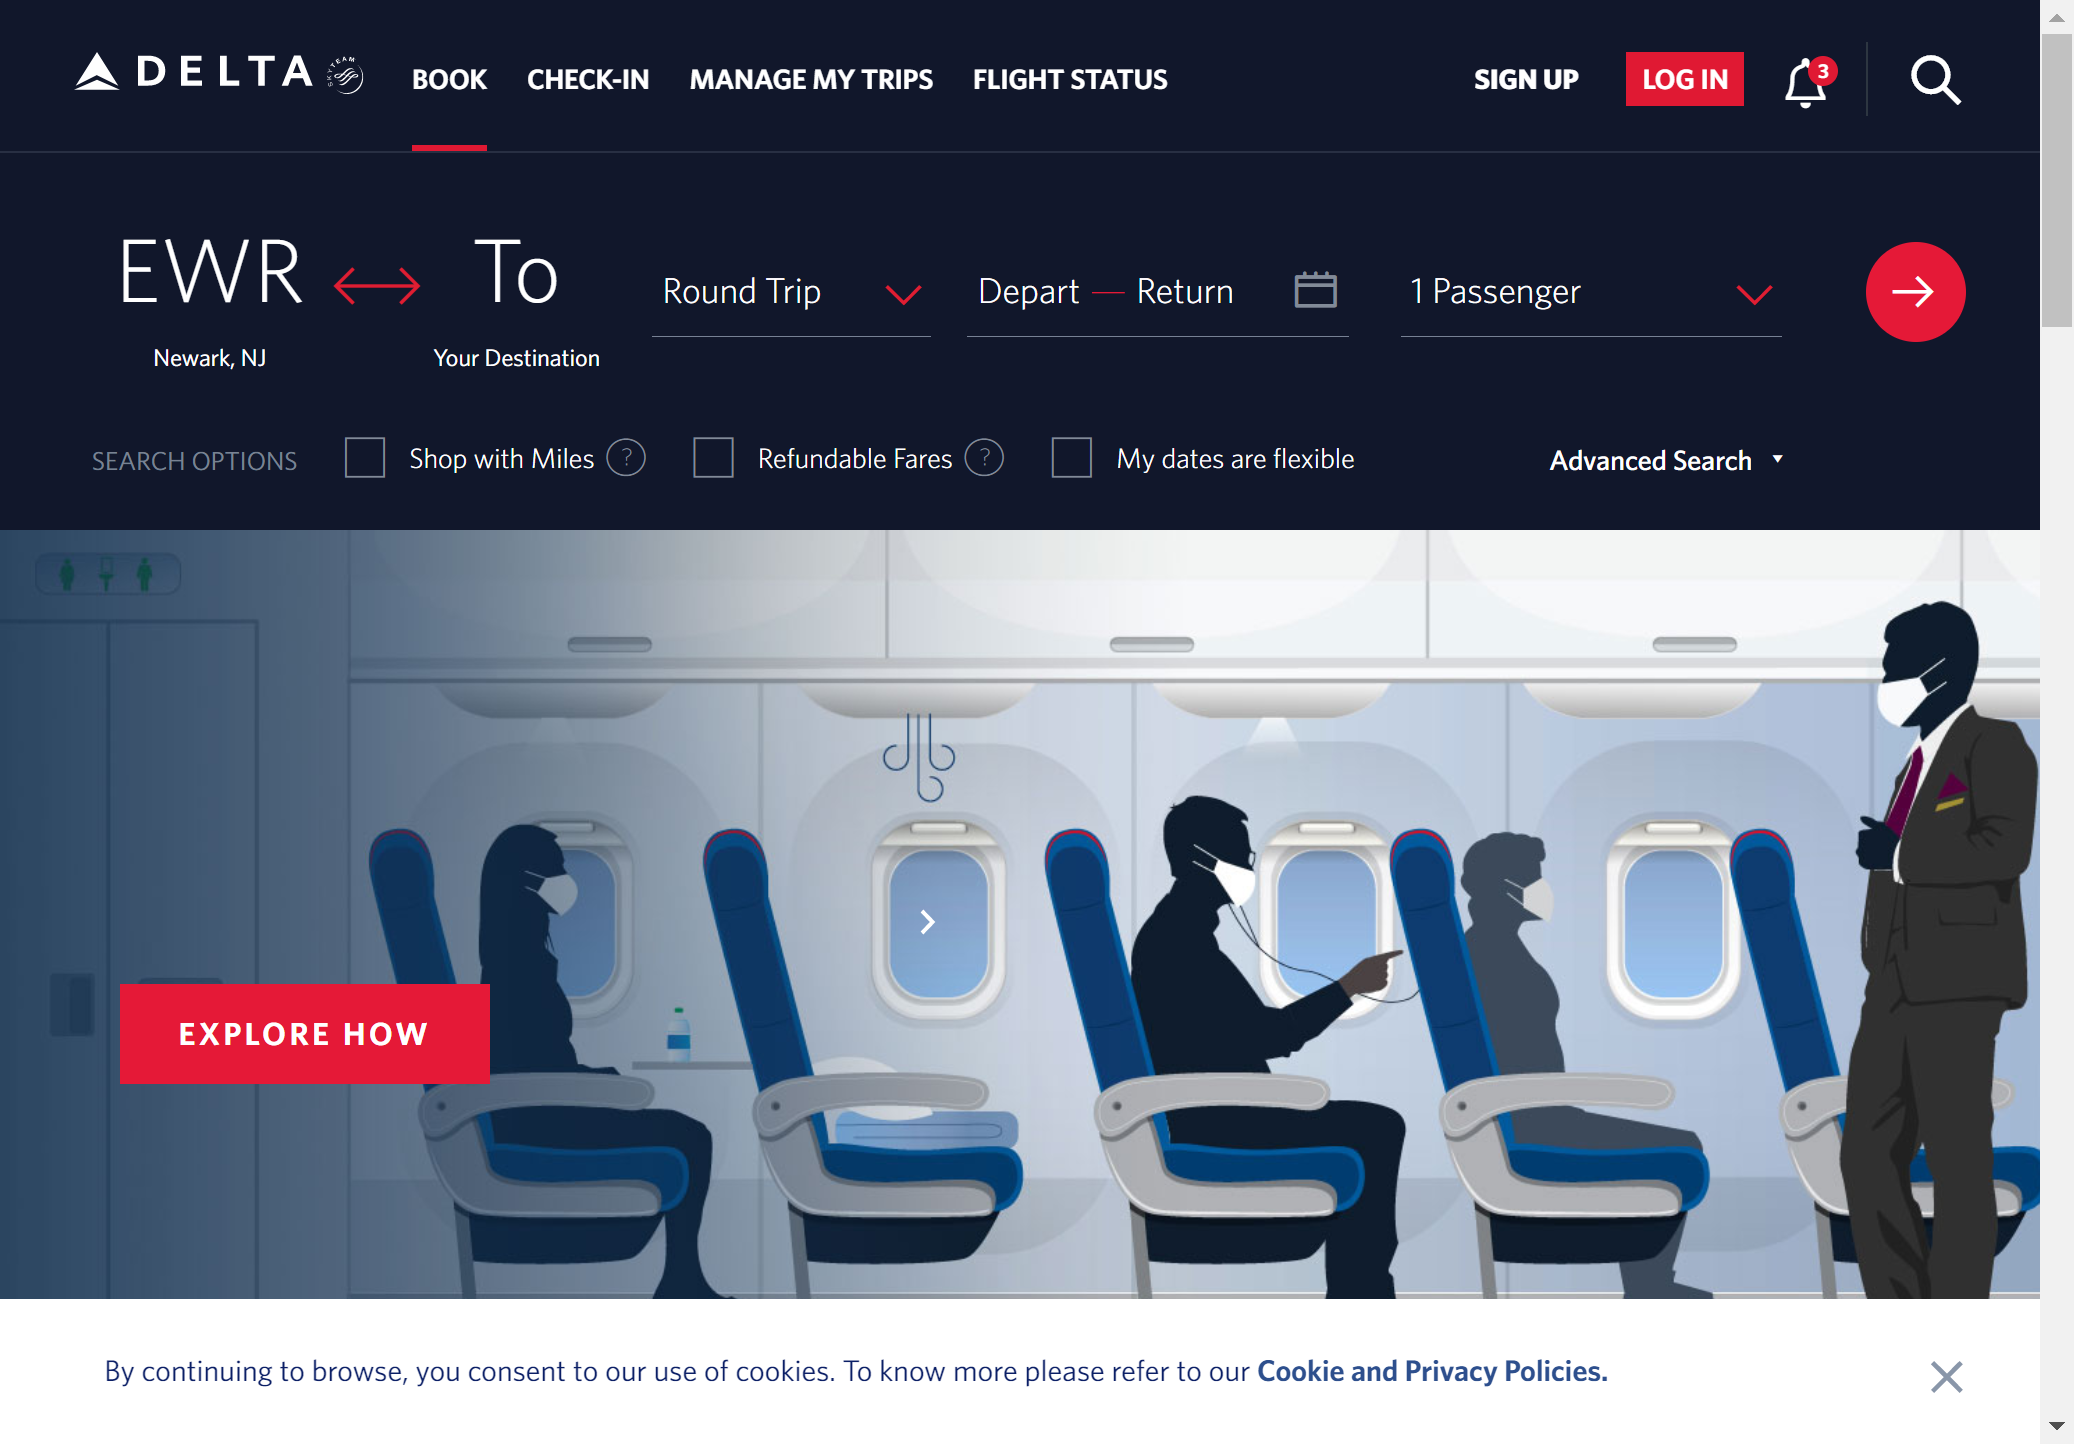 DELTA SKYTEAM
BOOK CHECK-IN MANAGE MY TRIPS FLIGHT STATUS SIGN UP LOG IN 3
EWR To
Round Trip Depart — Return 1 Passenger
Newark, NJ Your Destination
SEARCH OPTIONS Shop with Miles ? Refundable Fares ? My dates are flexible Advanced Search
EXPLORE HOW
By continuing to browse, you consent to our use of cookies. To know more please refer to our Cookie and Privacy Policies.